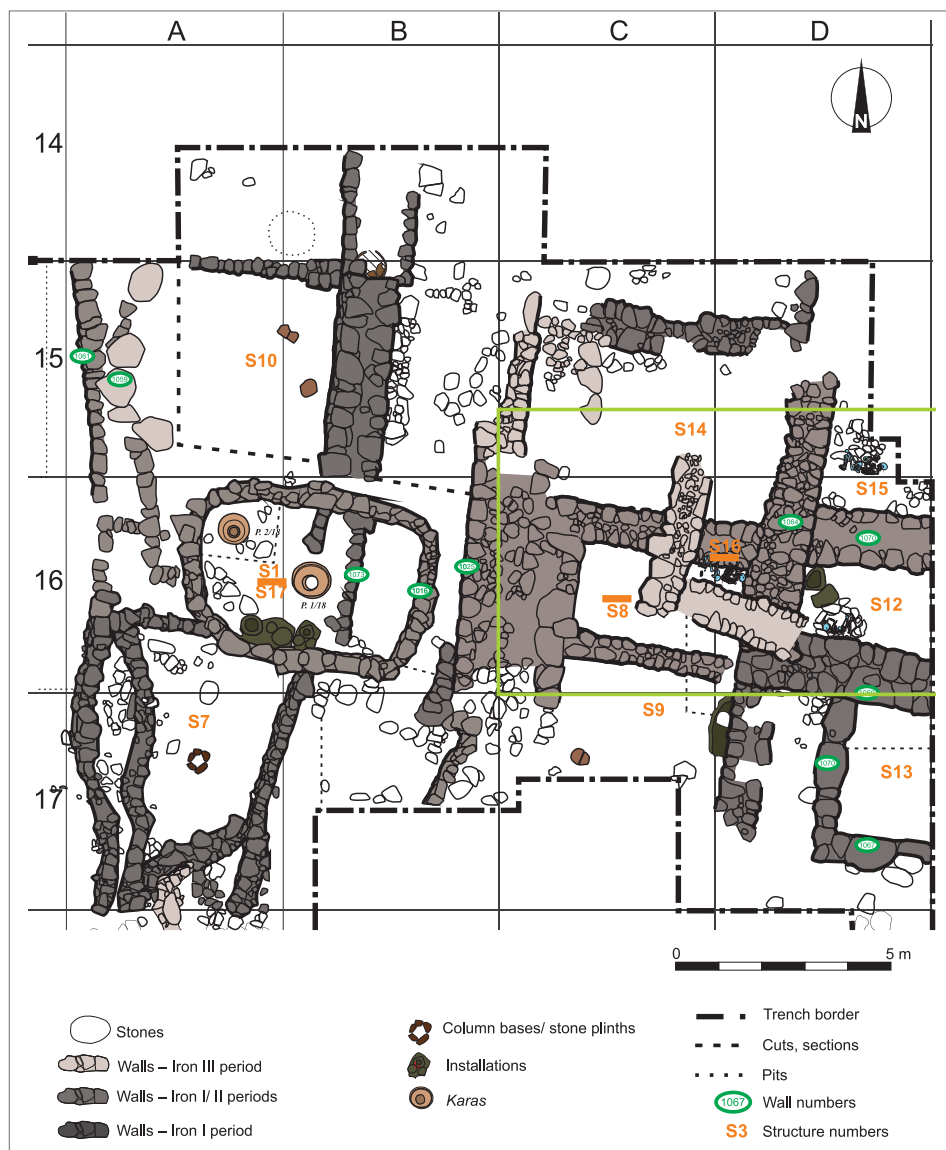 A B C D
14
N
15
1061
1059
S10
S14
S15
P. 2/18
1064
1070
16
S1
S17
P. 1/18
1073
1016
1025
S16
S8
S12
S7
S9
17
1070
S13
1067
0 5 m
Stones
Walls – Iron III period
Walls – Iron I/ II periods
Walls – Iron I period
Column bases/ stone plinths
Installations
Karas
Trench border
Cuts, sections
Pits
1067 Wall numbers
S3 Structure numbers